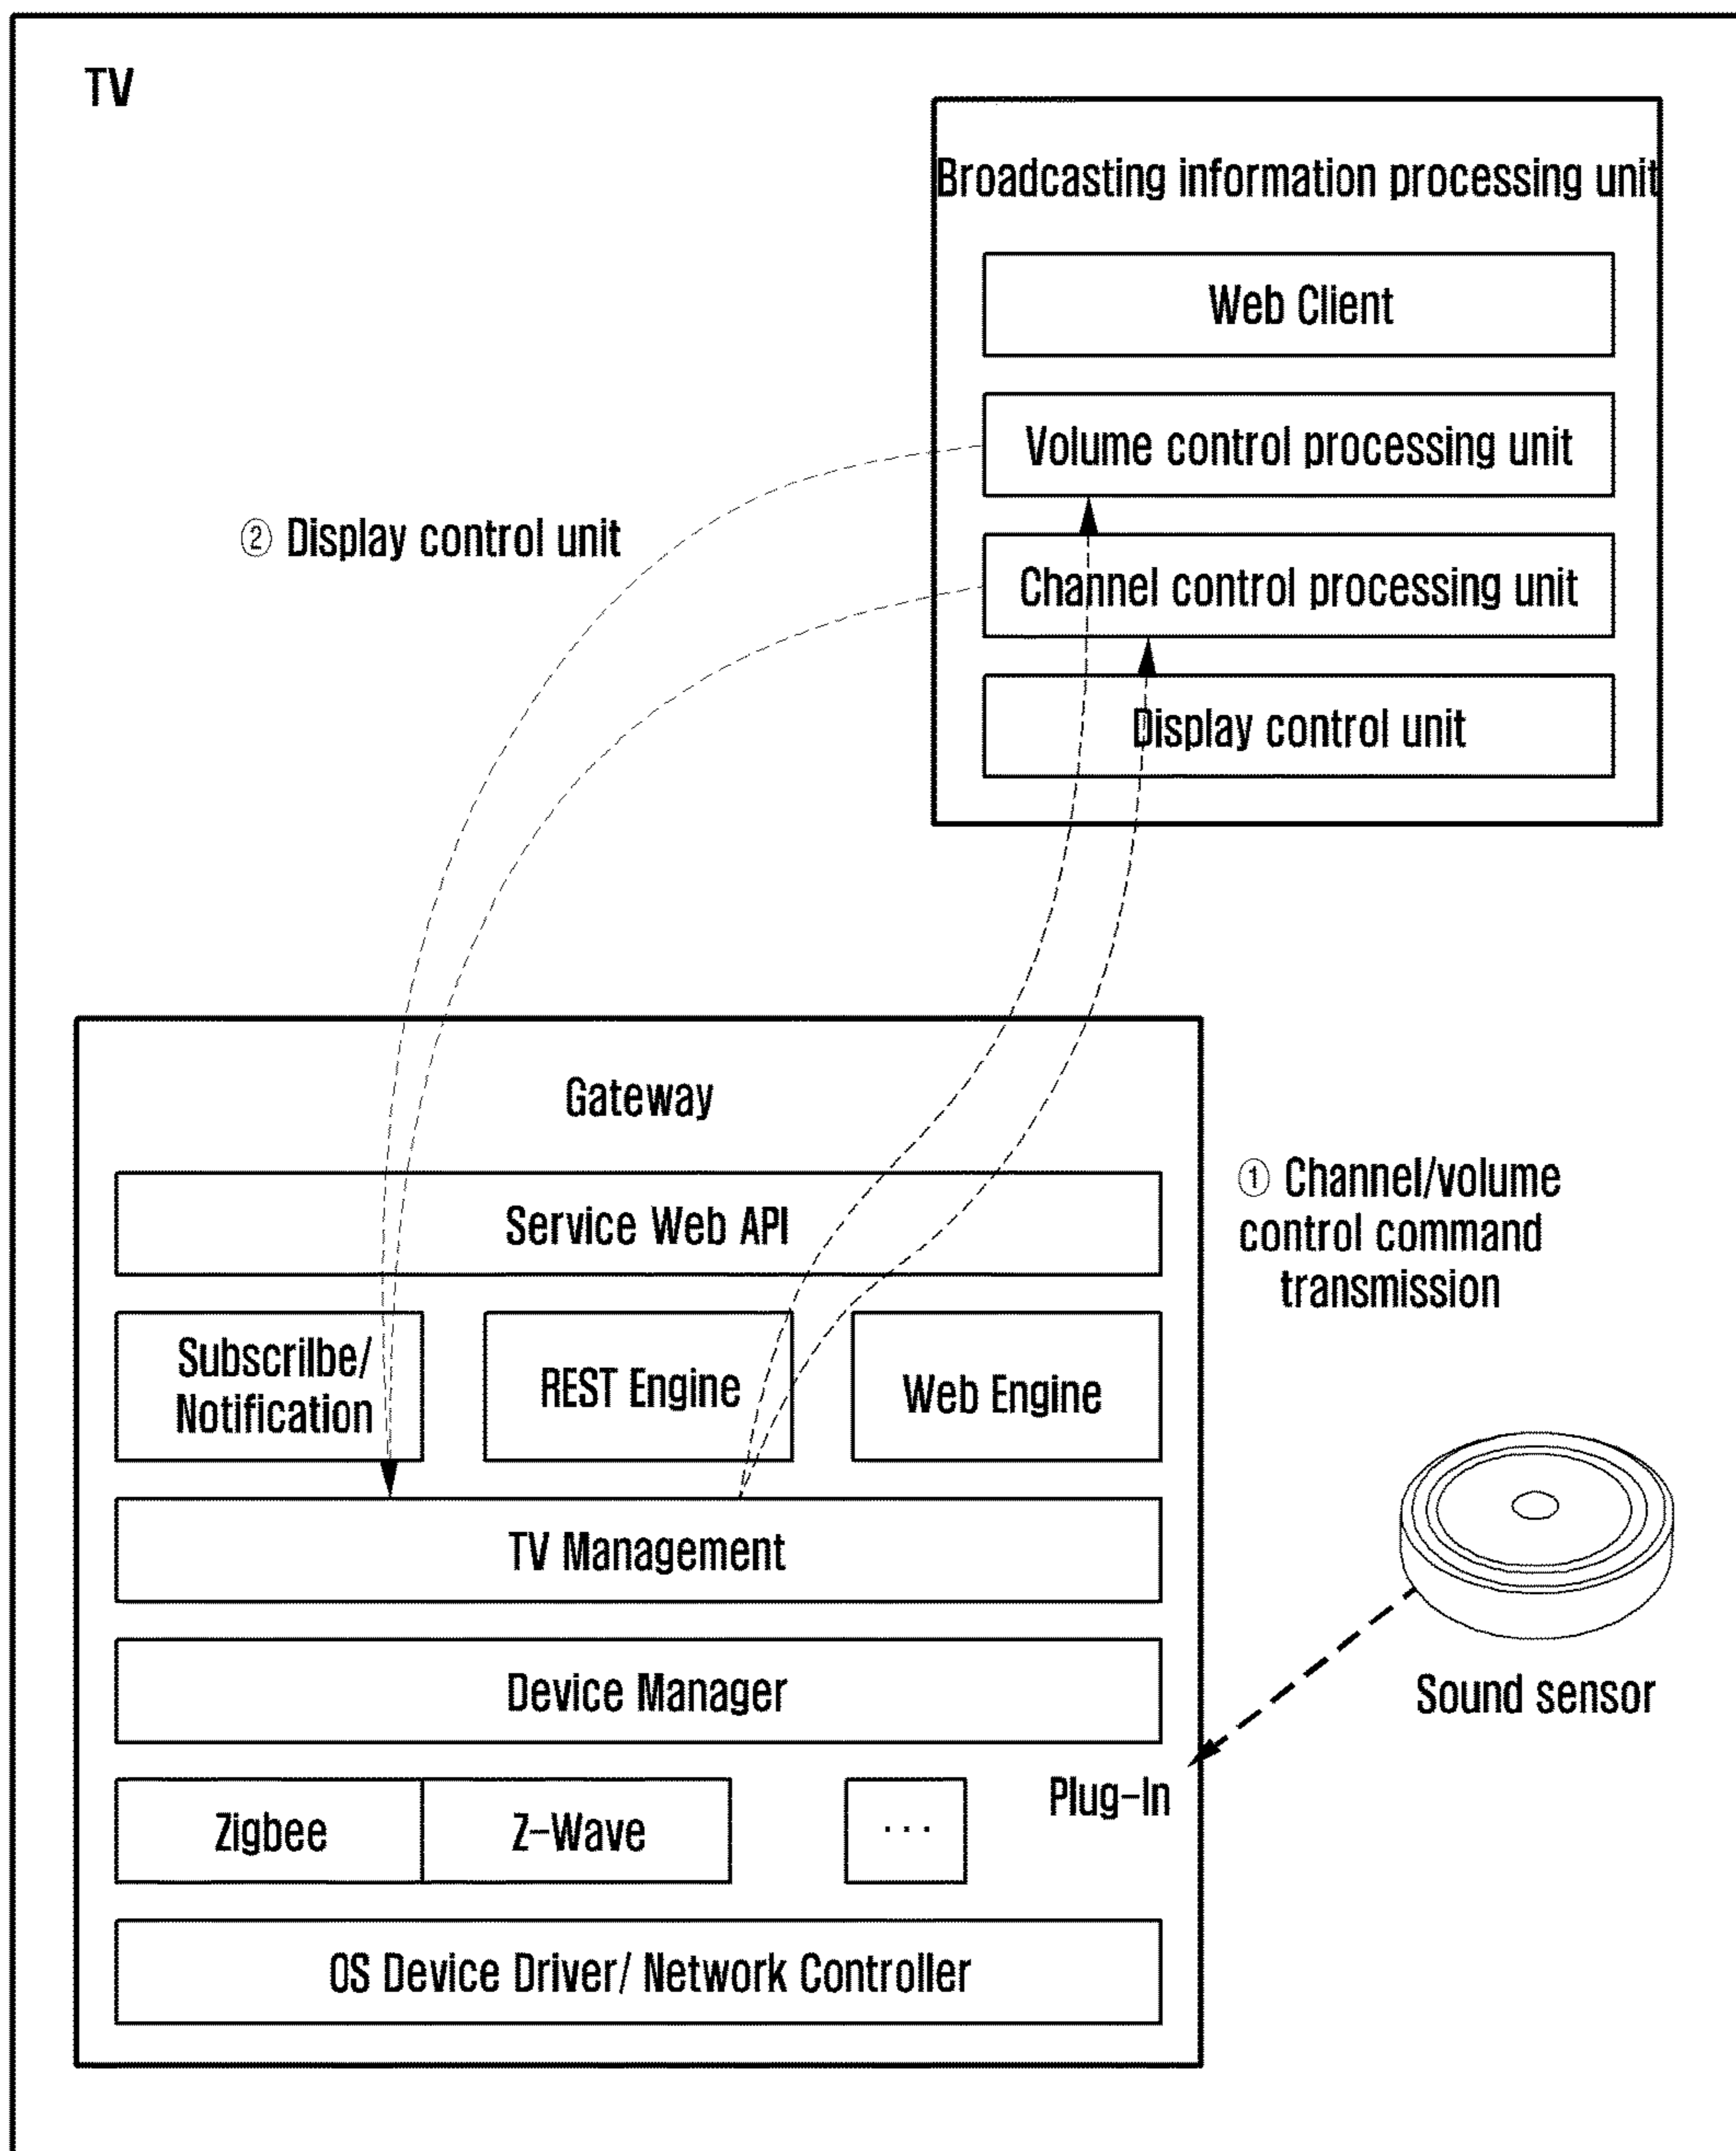 TV
Broadcasting information processing unit
Web Client
Volume control processing unit
② Display control unit
Channel control processing unit
Display control unit
Gateway
Service Web API
① Channel/volume
control command
transmission
Subscrilbe/
Notification
REST Engine
Web Engine
TV Management
Device Manager
Sound sensor
Plug-In
Zigbee
Z-Wave
...
OS Device Driver/ Network Controller